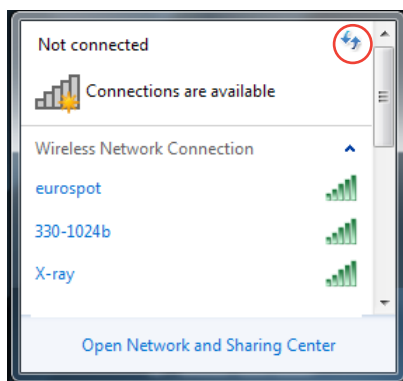 Not connected
Connections are available
Wireless Network Connection
eurospot
330-1024b
X-ray
Open Network and Sharing Center